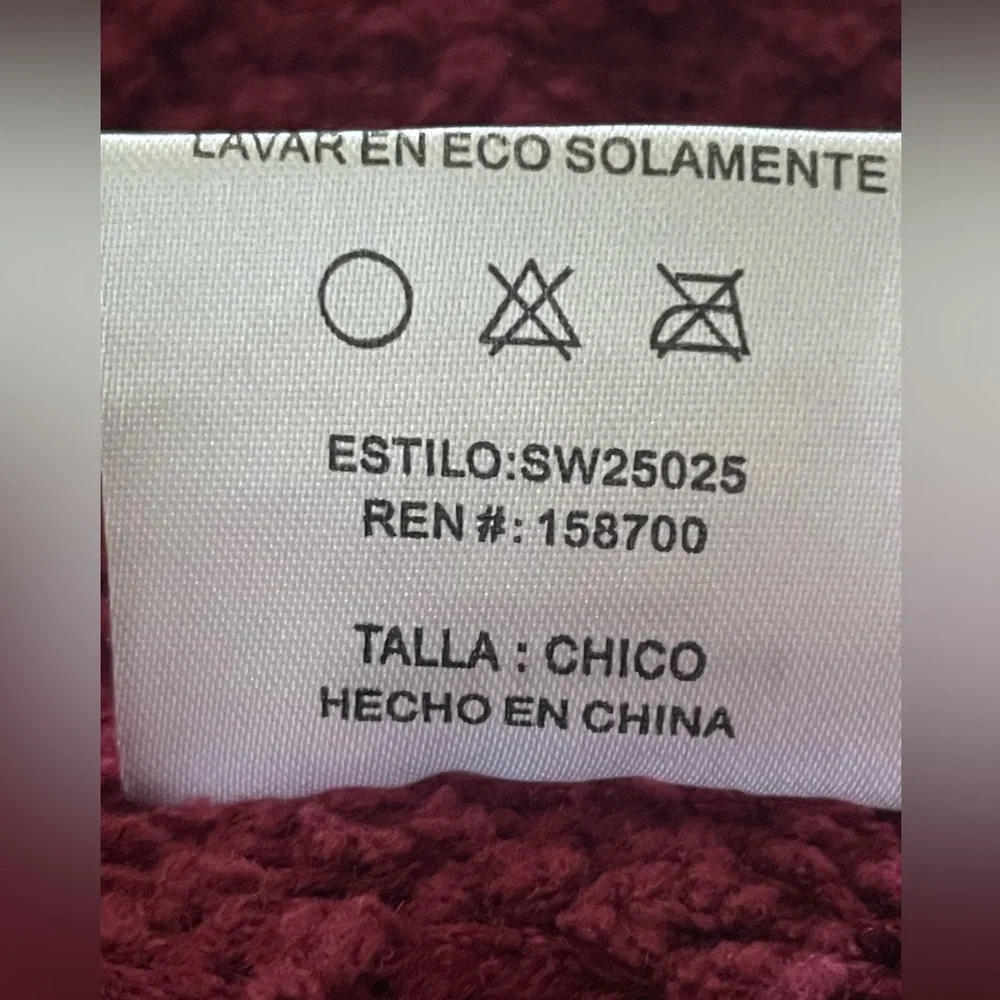 LAVAR EN ECO SOLAMENTE
ESTILO:SW25025
REN #: 158700
TALLA : CHICO
HECHO EN CHINA